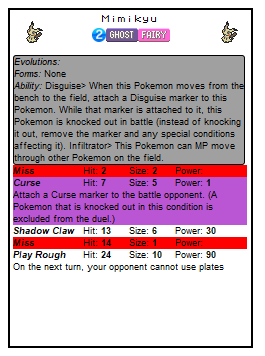 Mimikyu
2 GHOST FAIRY
Evolutions:
Forms: None
Ability: Disguise> When this Pokemon moves from the
bench to the field, attach a Disguise marker to this
Pokemon. While that marker is attached to it, this
Pokemon is knocked out in battle (instead of knocking
it out, remove the marker and any special conditions
affecting it). Infiltrator> This Pokemon can MP move
through other Pokemon on the field.
Miss Hit: 2 Size: 2 Power:
Curse Hit: 7 Size: 5 Power: 1
Attach a Curse marker to the battle opponent. (A
Pokemon that is knocked out in this condition is
excluded from the duel.)
Shadow Claw Hit: 13 Size: 6 Power: 30
Miss Hit: 14 Size: 1 Power:
Play Rough Hit: 24 Size: 10 Power: 90
On the next turn, your opponent cannot use plates